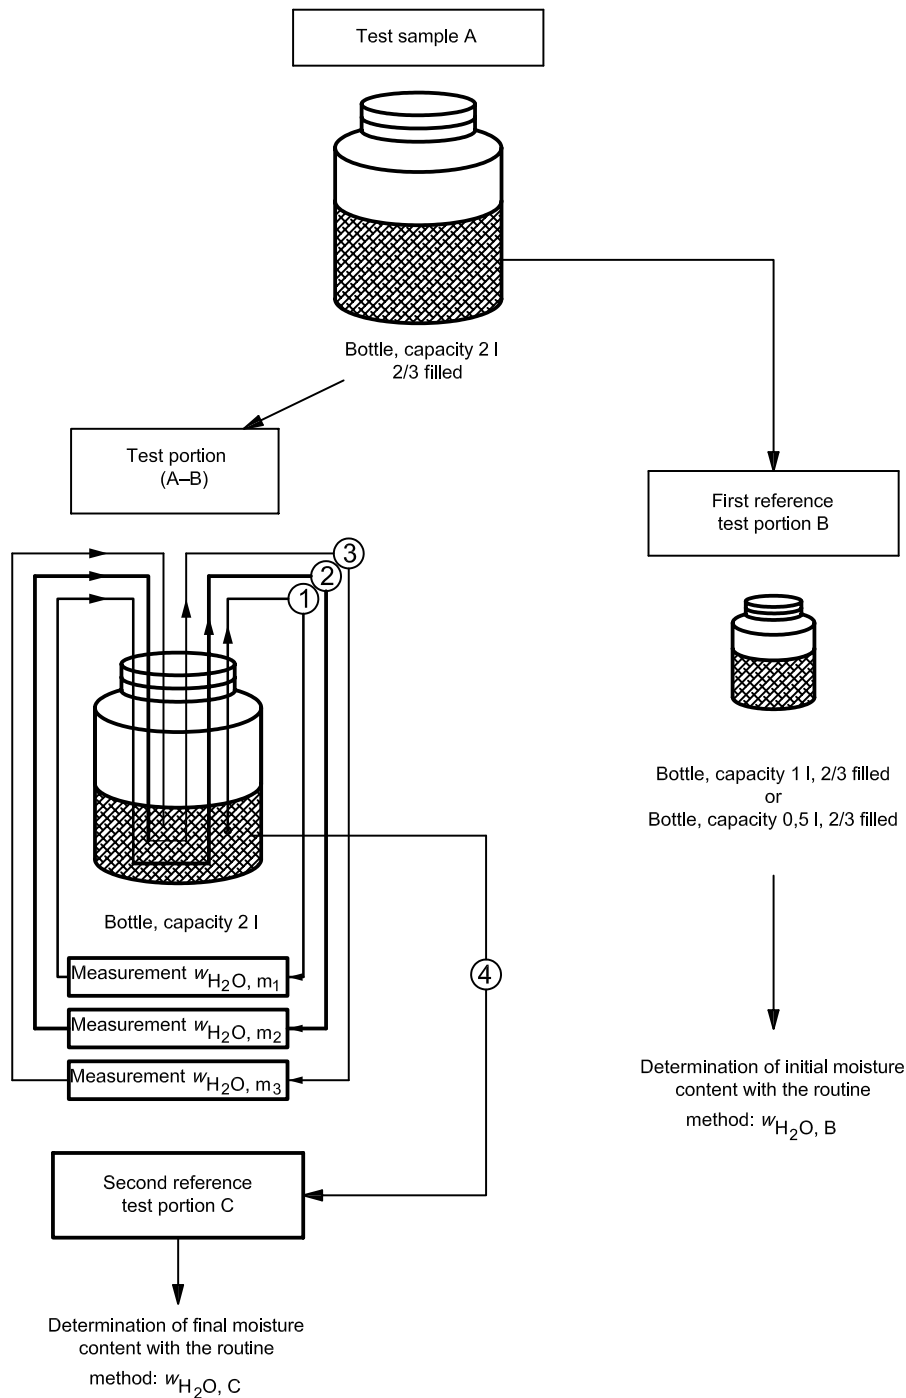 Test sample A
Bottle, capacity 2 l
2/3 filled
Test portion
(A–B)
First reference
test portion B
3
2
1
Bottle, capacity 1 l, 2/3 filled
or
Bottle, capacity 0,5 l, 2/3 filled
Bottle, capacity 2 l
Measurement wH2O, m1
Measurement wH2O, m2
Measurement wH2O, m3
4
Determination of initial moisture
content with the routine
method: wH2O, B
Second reference
test portion C
Determination of final moisture
content with the routine
method: wH2O, C